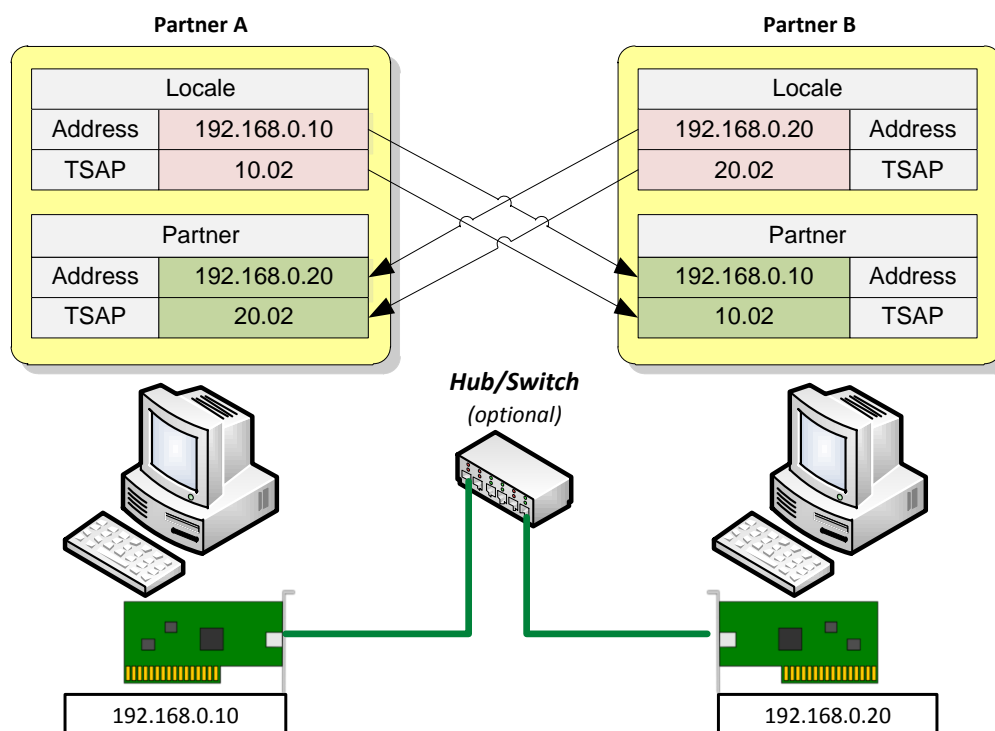 Partner A
Locale
Address 192.168.0.10
TSAP 10.02
Partner
Address 192.168.0.20
TSAP 20.02
Partner B
Locale
192.168.0.20 Address
20.02 TSAP
Partner
192.168.0.10 Address
10.02 TSAP
Hub/Switch
(optional)
192.168.0.10
192.168.0.20